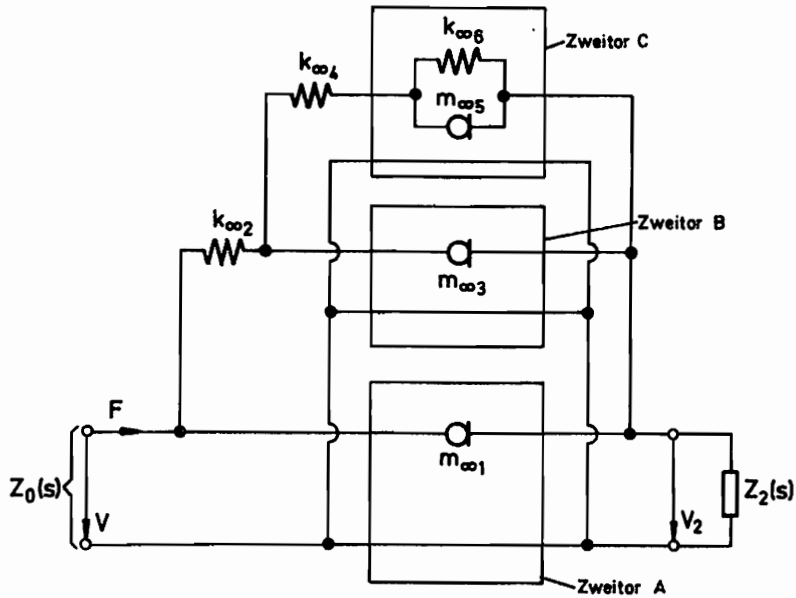 k∞6
Zweitor C
k∞4
m∞5
k∞2
Zweitor B
m∞3
F
m∞1
Z0(s)
V
V2
Z2(s)
Zweitor A